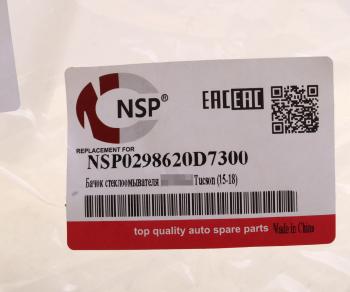 NSP®
EAC EAC
REPLACEMENT FOR
NSP0298620D7300
Бачок стеклоомывателя Tucson (15-18)
top quality auto spare parts Made in China